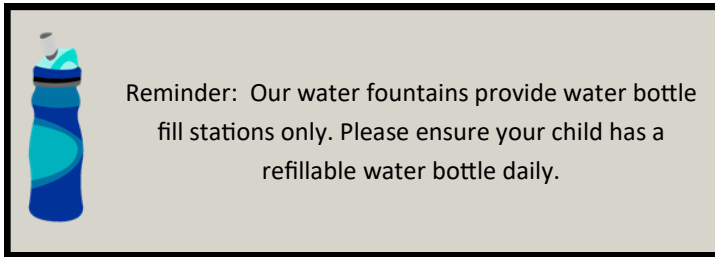 Reminder:  Our water fountains provide water bottle
fill stations only. Please ensure your child has a
refillable water bottle daily.